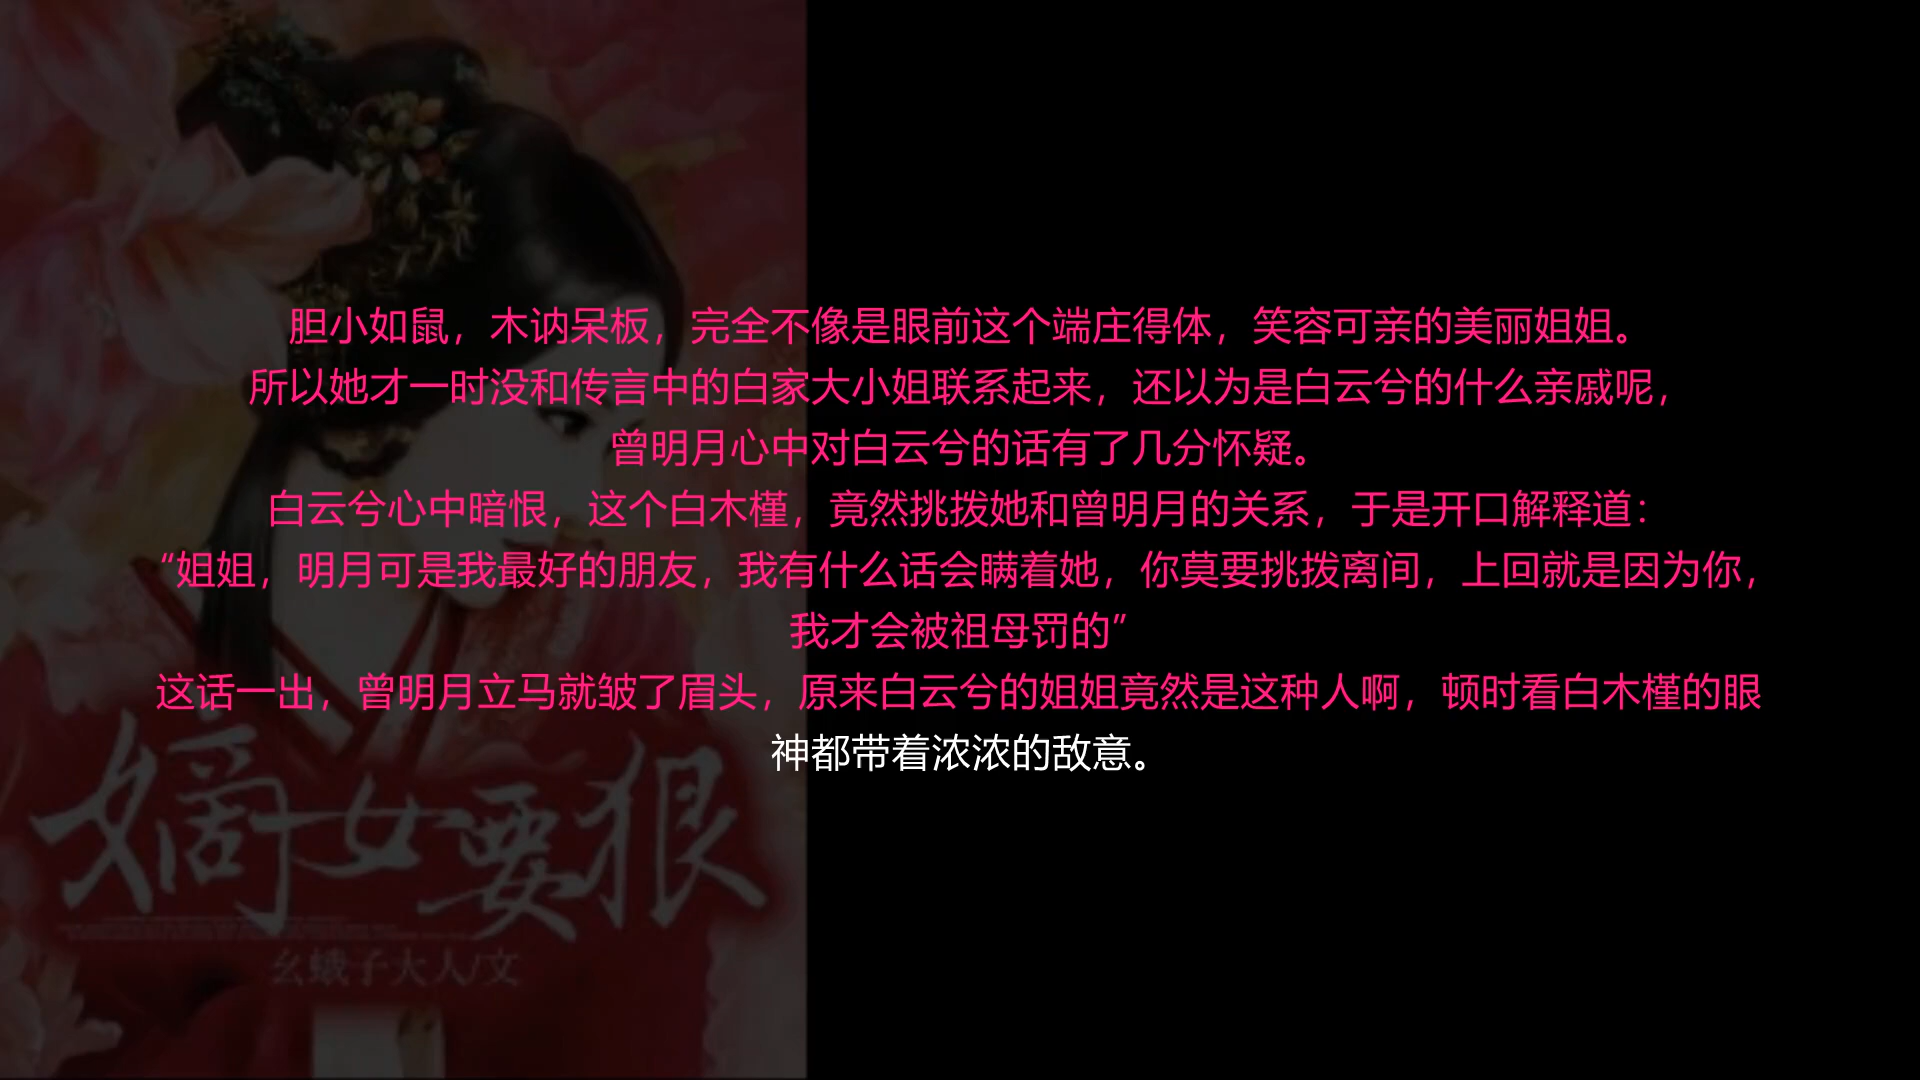 胆小如鼠，木讷呆板，完全不像是眼前这个端庄得体，笑容可亲的美丽姐姐。
所以她才一时没和传言中的白家大小姐联系起来，还以为是白云兮的什么亲戚呢，
曾明月心中对白云兮的话有了几分怀疑。
白云兮心中暗恨，这个白木槿，竟然挑拨她和曾明月的关系，于是开口解释道：
“姐姐，明月可是我最好的朋友，我有什么话会瞒着她，你莫要挑拨离间，上回就是因为你，
我才会被祖母罚的”
这话一出，曾明月立马就皱了眉头，原来白云兮的姐姐竟然是这种人啊，顿时看白木槿的眼
神都带着浓浓的敌意。
嫡女要狠
幺蛾子大人/文